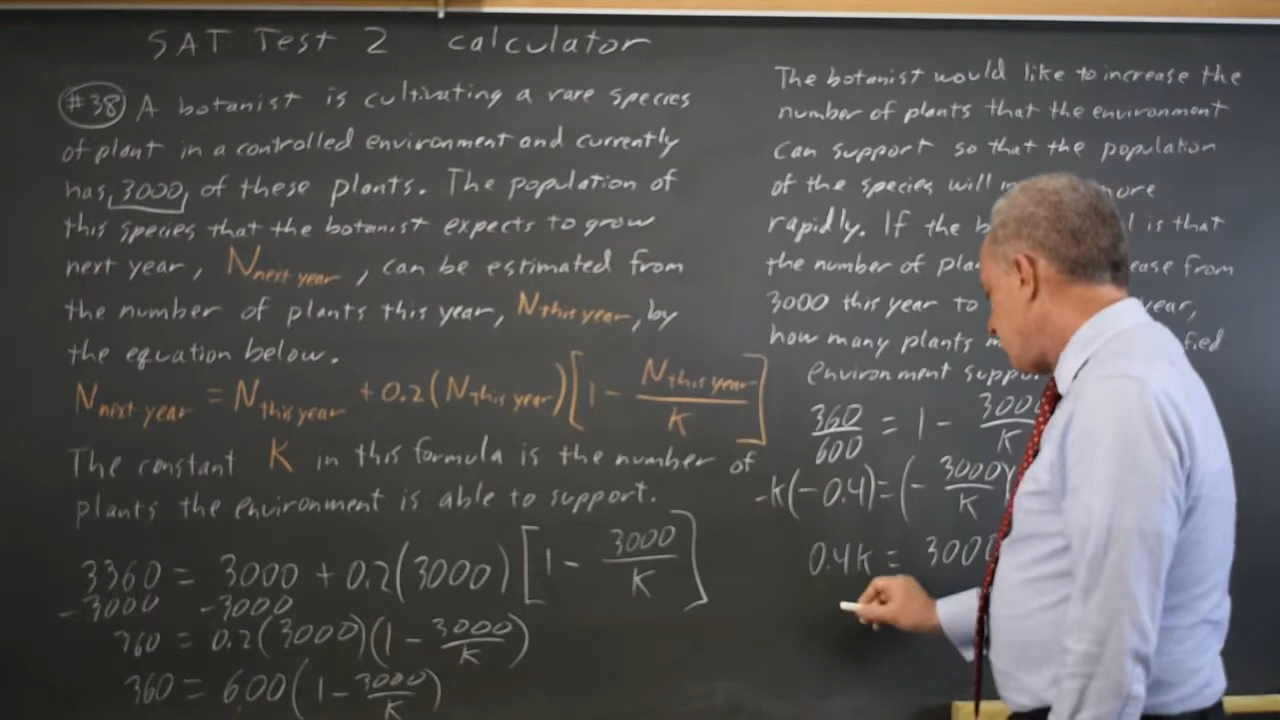 SAT Test 2 calculator
#38 A botanist is cultivating a rare species
of plant in a controlled environment and currently
has 3000 of these plants. The population of
this species that the botanist expects to grow
next year, Nnext year, can be estimated from
the number of plants this year, Nthis year, by
the equation below.
Nnext year = Nthis year + 0.2(Nthis year)[1 - Nthis year/K]
The constant K in this formula is the number of
plants the environment is able to support.
3360 = 3000 + 0.2(3000)[1 - 3000/K]
-3000 -3000
360 = 0.2(3000)(1 - 3000/K)
360 = 600(1 - 3000/K)
The botanist would like to increase the
number of plants that the environment
can support so that the population
of the species will more
rapidly. If the is that
the number of from
3000 this year to year,
how many plants
environment
360/600 = 1 - 3000/K
-K(-0.4) = (-3000/K)
0.4K = 3000